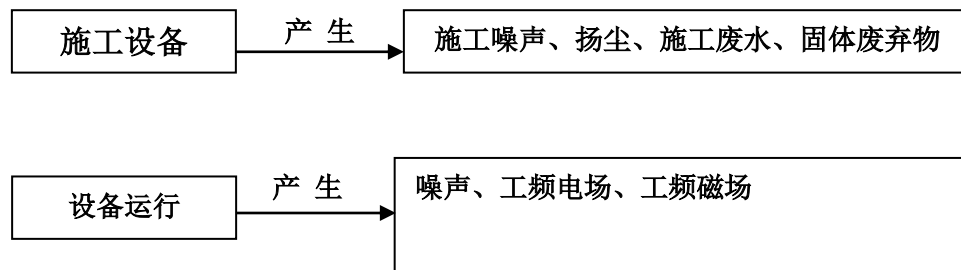 施工设备
产 生
施工噪声、扬尘、施工废水、固体废弃物
设备运行
产 生
噪声、工频电场、工频磁场